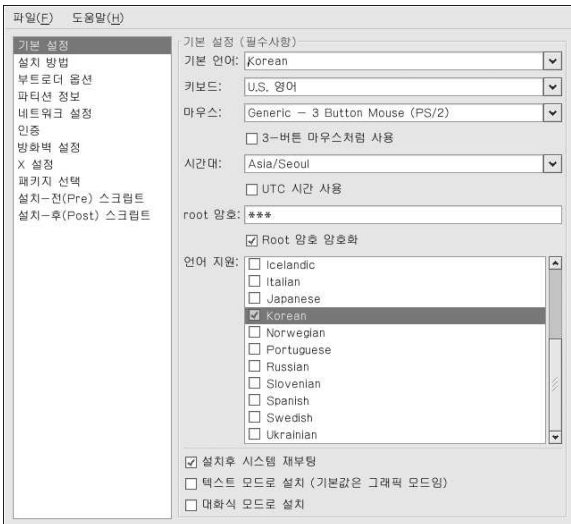 파일(F) 도움말(H)
기본 설정
설치 방법
부트로더 옵션
파티션 정보
네트워크 설정
인증
방화벽 설정
X 설정
패키지 선택
설치-전(Pre) 스크립트
설치-후(Post) 스크립트
기본 설정 (필수사항)
기본 언어: Korean
키보드: U.S. 영어
마우스: Generic - 3 Button Mouse (PS/2)
3-버튼 마우스처럼 사용
시간대: Asia/Seoul
UTC 시간 사용
root 암호: ***
Root 암호 암호화
언어 지원:
Icelandic
Italian
Japanese
Korean
Norwegian
Portuguese
Russian
Slovenian
Spanish
Swedish
Ukrainian
설치후 시스템 재부팅
텍스트 모드로 설치 (기본값은 그래픽 모드임)
대화식 모드로 설치